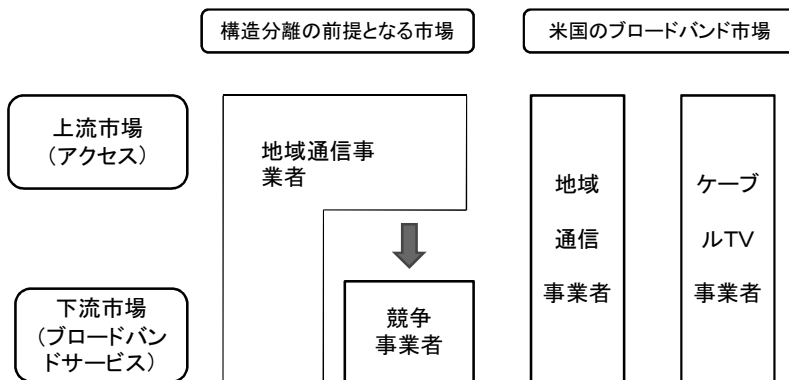 構造分離の前提となる市場
米国のブロードバンド市場
上流市場
（アクセス）
地域通信事
業者
地域
通信
事業者
ケーブ
ルTV
事業者
下流市場
（ブロードバン
ドサービス）
競争
事業者